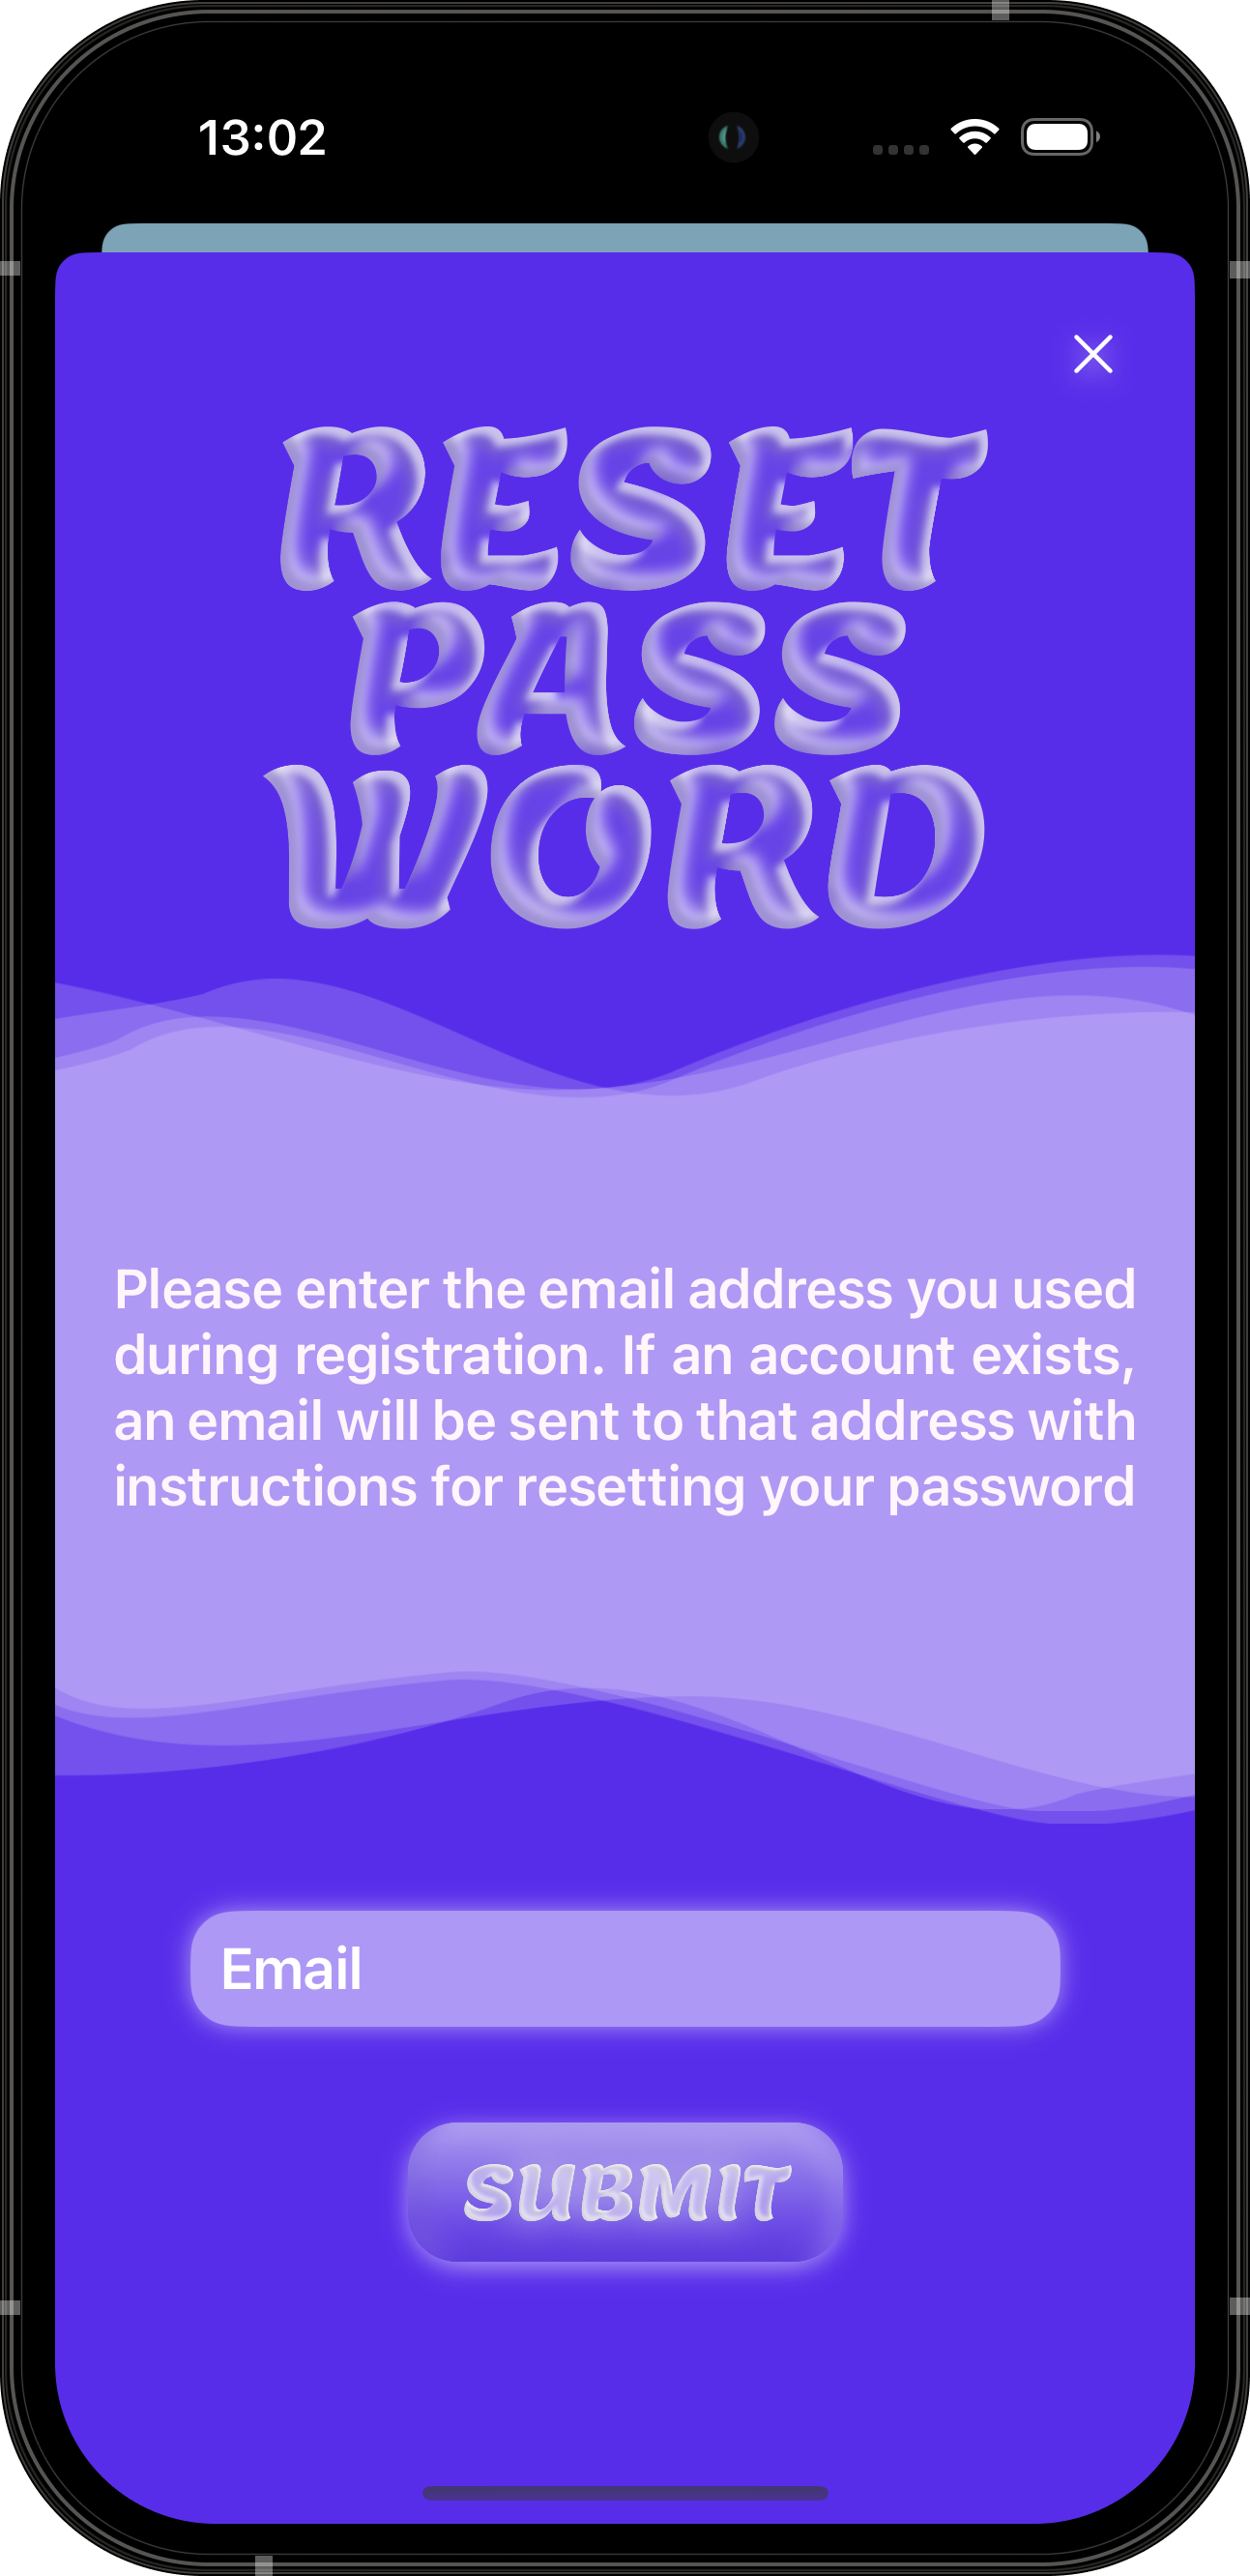 13:02
RESET
PASS
WORD
Please enter the email address you used
during registration. If an account exists,
an email will be sent to that address with
instructions for resetting your password
Email
SUBMIT